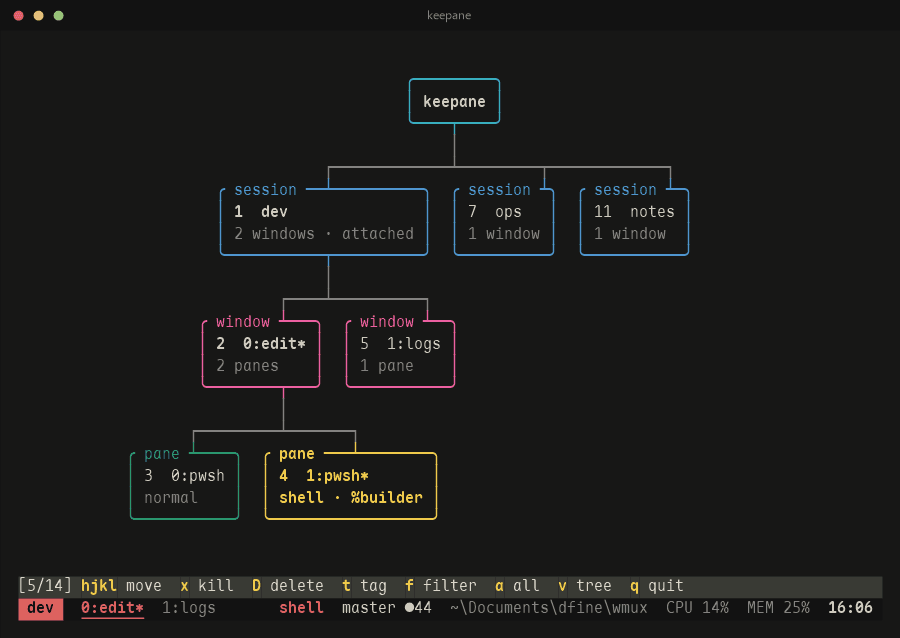 keepane
keepane
session session session
1 dev 7 ops 11 notes
2 windows · attached 1 window 1 window
window window
2 0:edit* 5 1:logs
2 panes 1 pane
pane pane
3 0:pwsh 4 1:pwsh*
normal shell · %builder
[5/14] hjkl move x kill D delete t tag f filter a all v tree q quit
dev 0:edit* 1:logs shell master ●44 ~\Documents\dfine\wmux CPU 14% MEM 25% 16:06